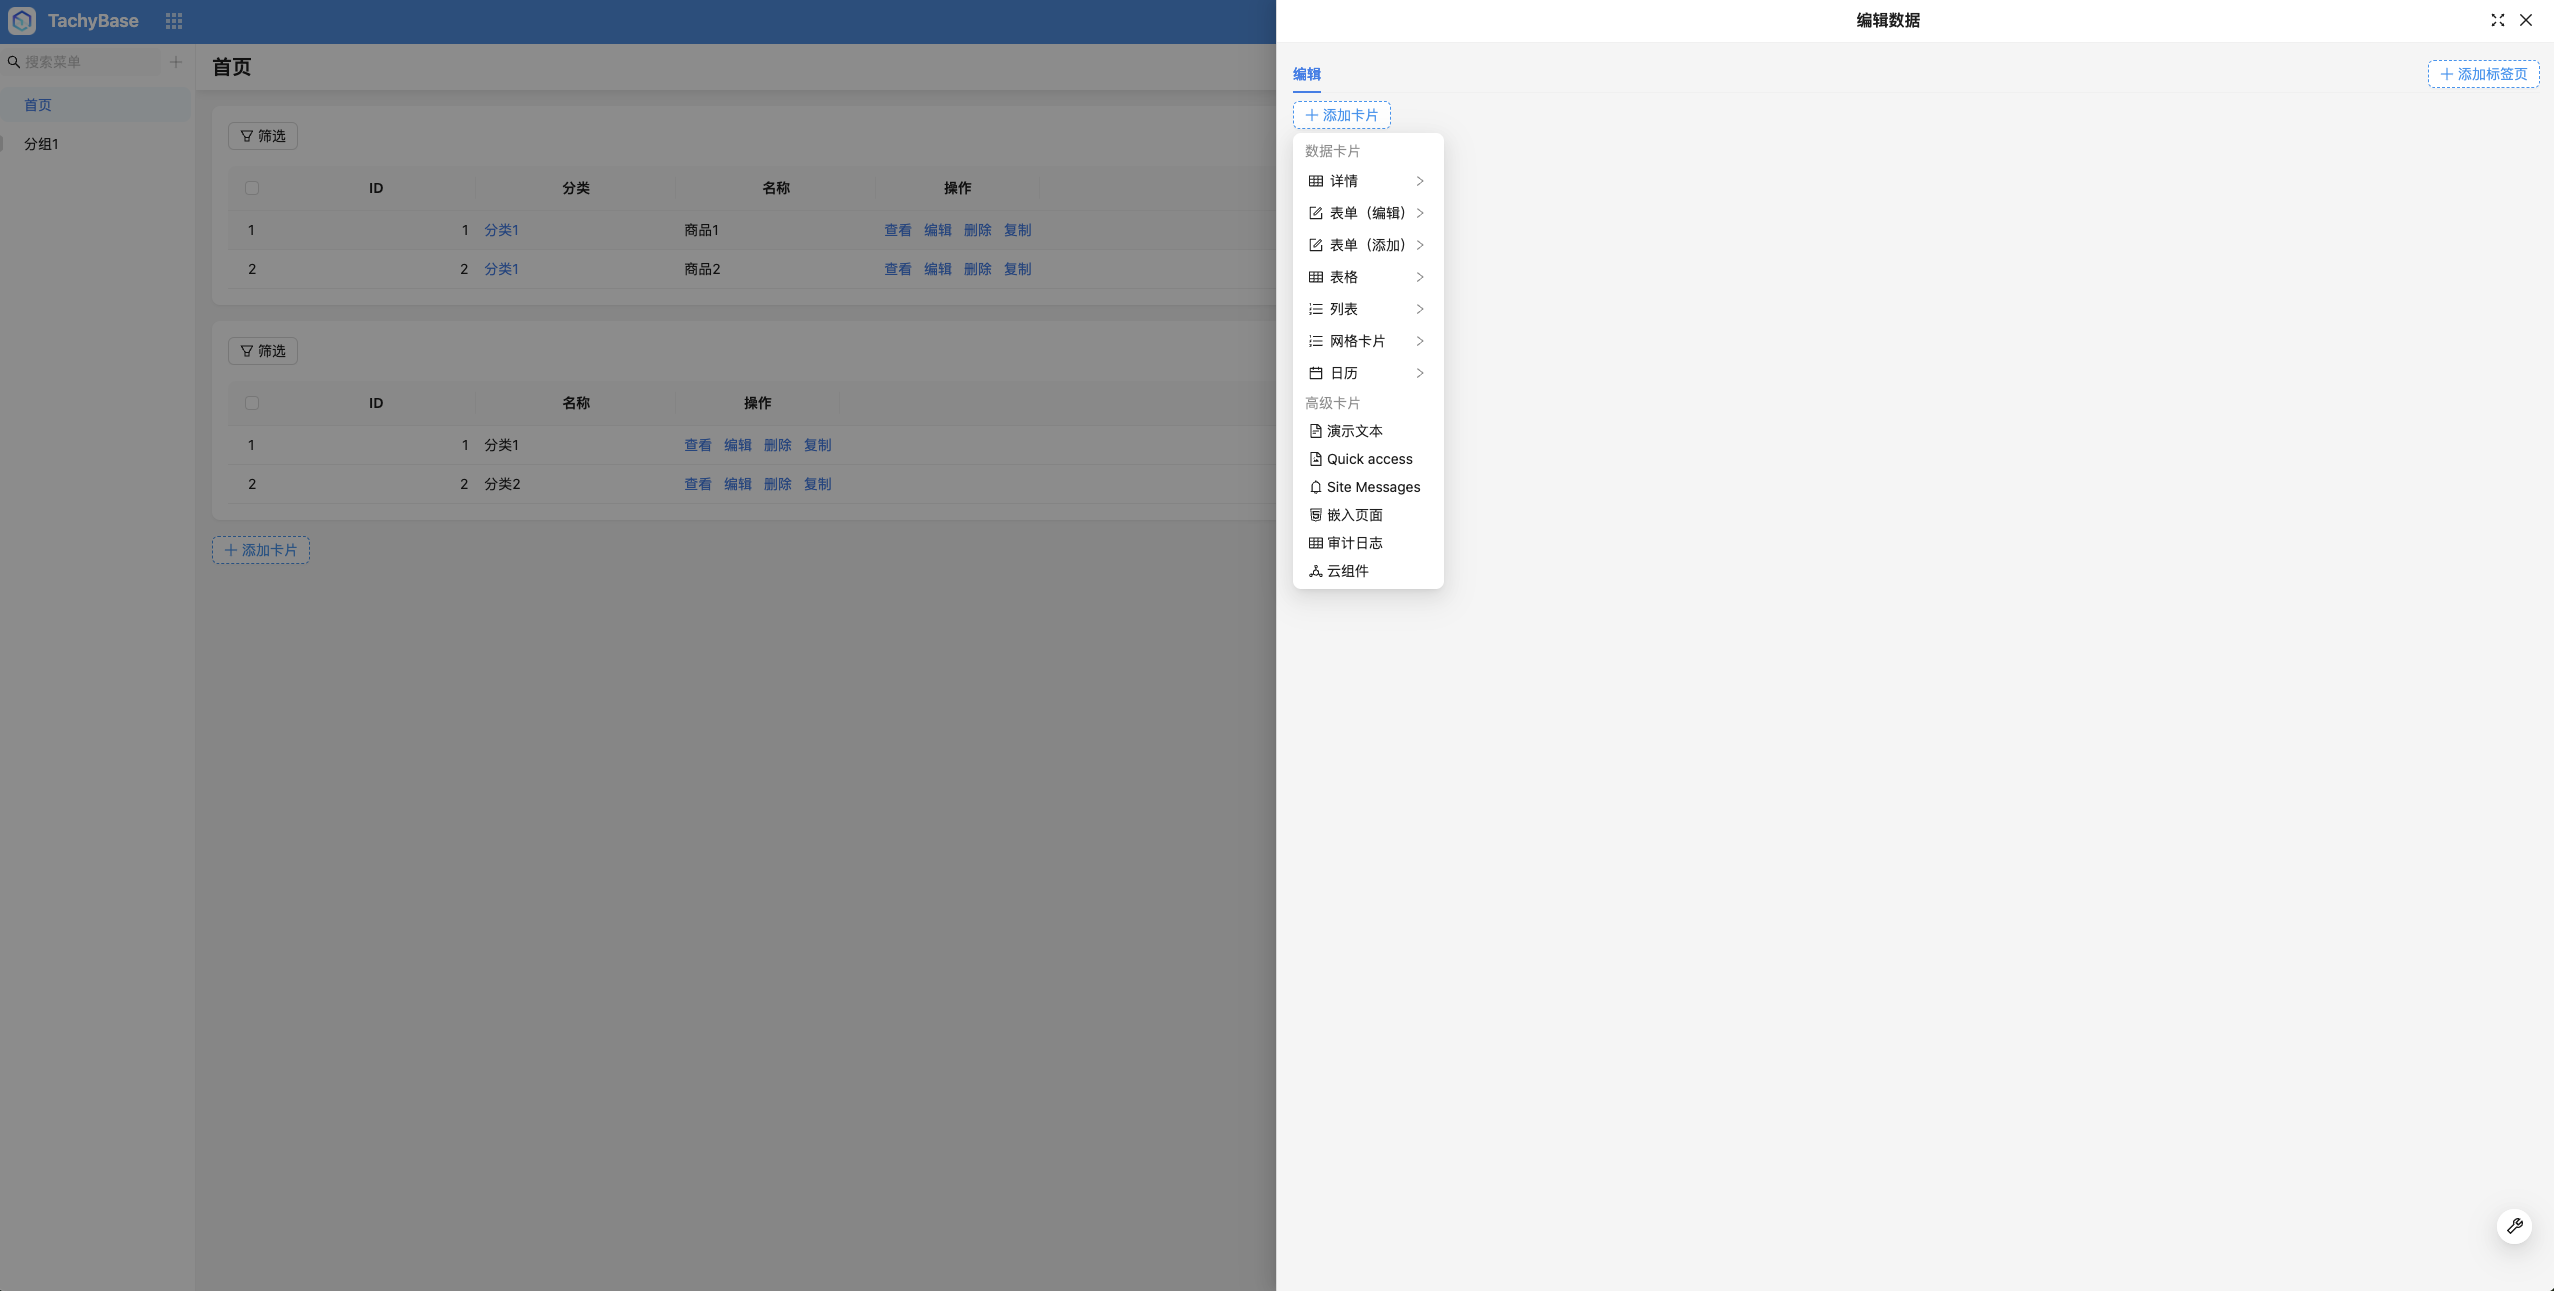 TachyBase
搜索菜单
首页
分组1
首页
筛选
ID 分类 名称 操作
1 1 分类1 商品1 查看 编辑 删除 复制
2 2 分类1 商品2 查看 编辑 删除 复制
筛选
ID 名称 操作
1 1 分类1 查看 编辑 删除 复制
2 2 分类2 查看 编辑 删除 复制
添加卡片
编辑数据
编辑
添加标签页
添加卡片
数据卡片
详情
表单（编辑）
表单（添加）
表格
列表
网格卡片
日历
高级卡片
演示文本
Quick access
Site Messages
嵌入页面
审计日志
云组件